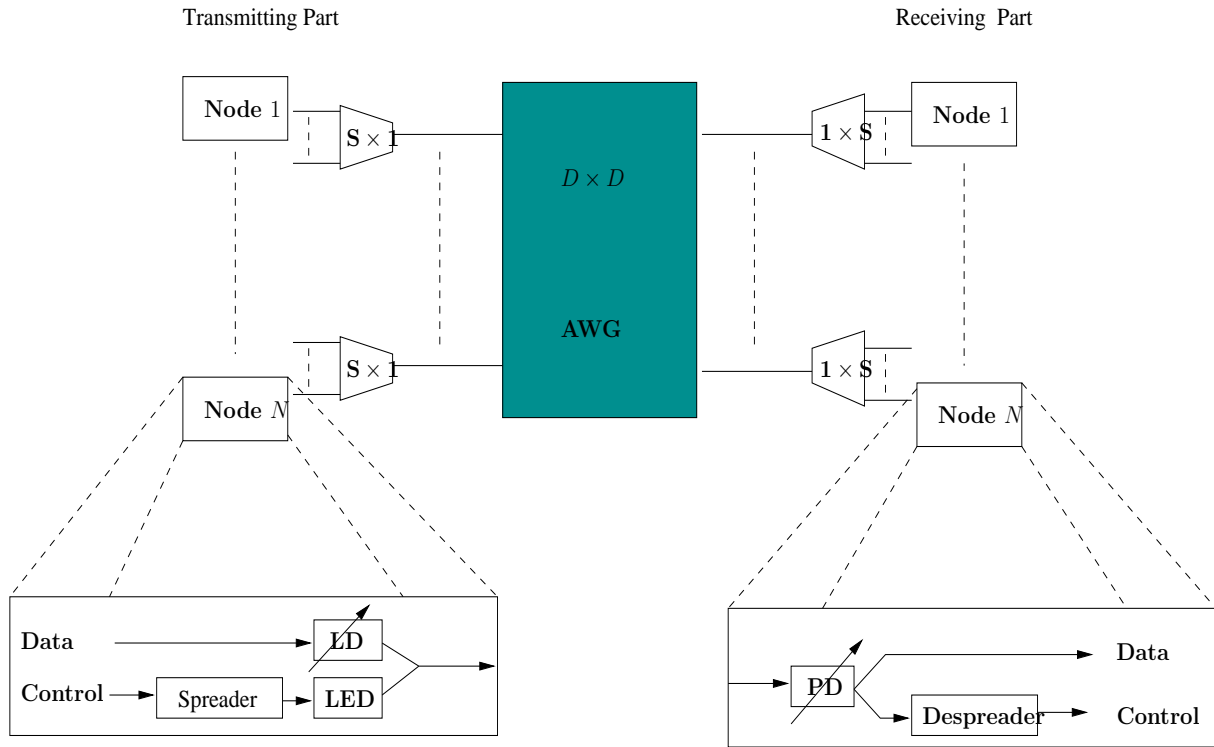 Transmitting Part
Receiving Part
Node 1
S × 1
1 × S
Node 1
D × D
AWG
S × 1
1 × S
Node N
Node N
Data
LD
Control
Spreader
LED
PD
Data
Despreader
Control